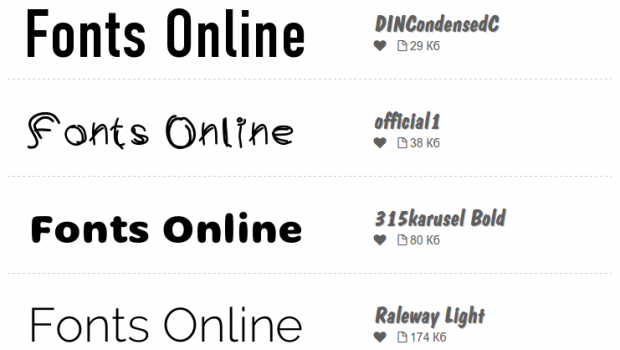 Fonts Online
DINCondensedC
29 Кб
Fonts Online
official1
38 Кб
Fonts Online
315karusel Bold
80 Кб
Fonts Online
Raleway Light
174 Кб